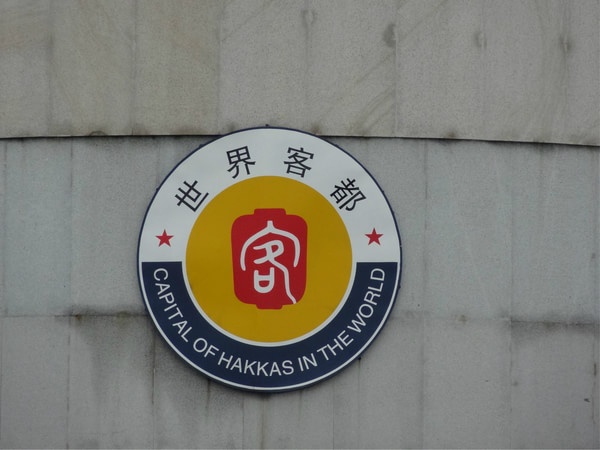 世界客都
客
CAPITAL OF HAKKAS IN THE WORLD